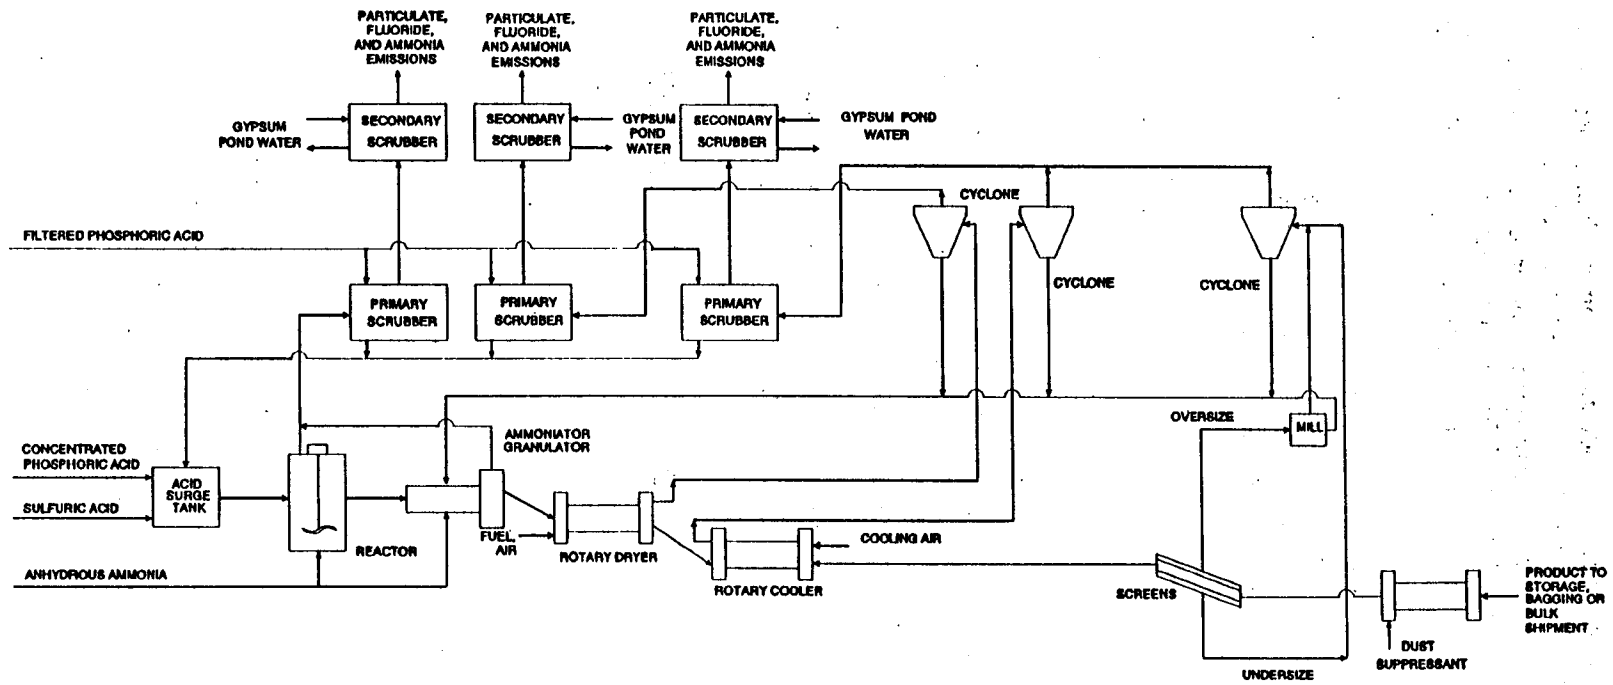 PARTICULATE,
FLUORIDE,
AND AMMONIA
EMISSIONS
PARTICULATE,
FLUORIDE,
AND AMMONIA
EMISSIONS
PARTICULATE,
FLUORIDE,
AND AMMONIA
EMISSIONS
GYPSUM
POND WATER
SECONDARY
SCRUBBER
SECONDARY
SCRUBBER
GYPSUM
POND
WATER
SECONDARY
SCRUBBER
GYPSUM POND
WATER
CYCLONE
FILTERED PHOSPHORIC ACID
CYCLONE
CYCLONE
PRIMARY
SCRUBBER
PRIMARY
SCRUBBER
PRIMARY
SCRUBBER
OVERSIZE
MILL
AMMONIATOR
GRANULATOR
CONCENTRATED
PHOSPHORIC ACID
ACID
SURGE
TANK
SULFURIC ACID
REACTOR
FUEL,
AIR
ROTARY DRYER
COOLING AIR
ANHYDROUS AMMONIA
ROTARY COOLER
SCREENS
PRODUCT TO
STORAGE,
BAGGING OR
BULK
SHIPMENT
DUST
SUPPRESSANT
UNDERSIZE